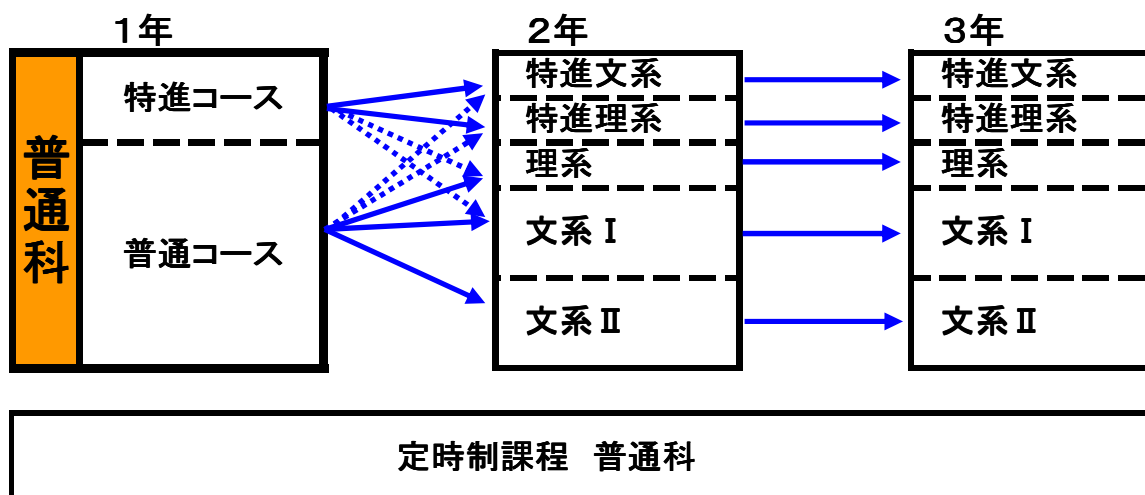 1年
2年
3年
普通科
特進コース
普通コース
特進文系
特進理系
理系
文系Ⅰ
文系Ⅱ
特進文系
特進理系
理系
文系Ⅰ
文系Ⅱ
定時制課程 普通科